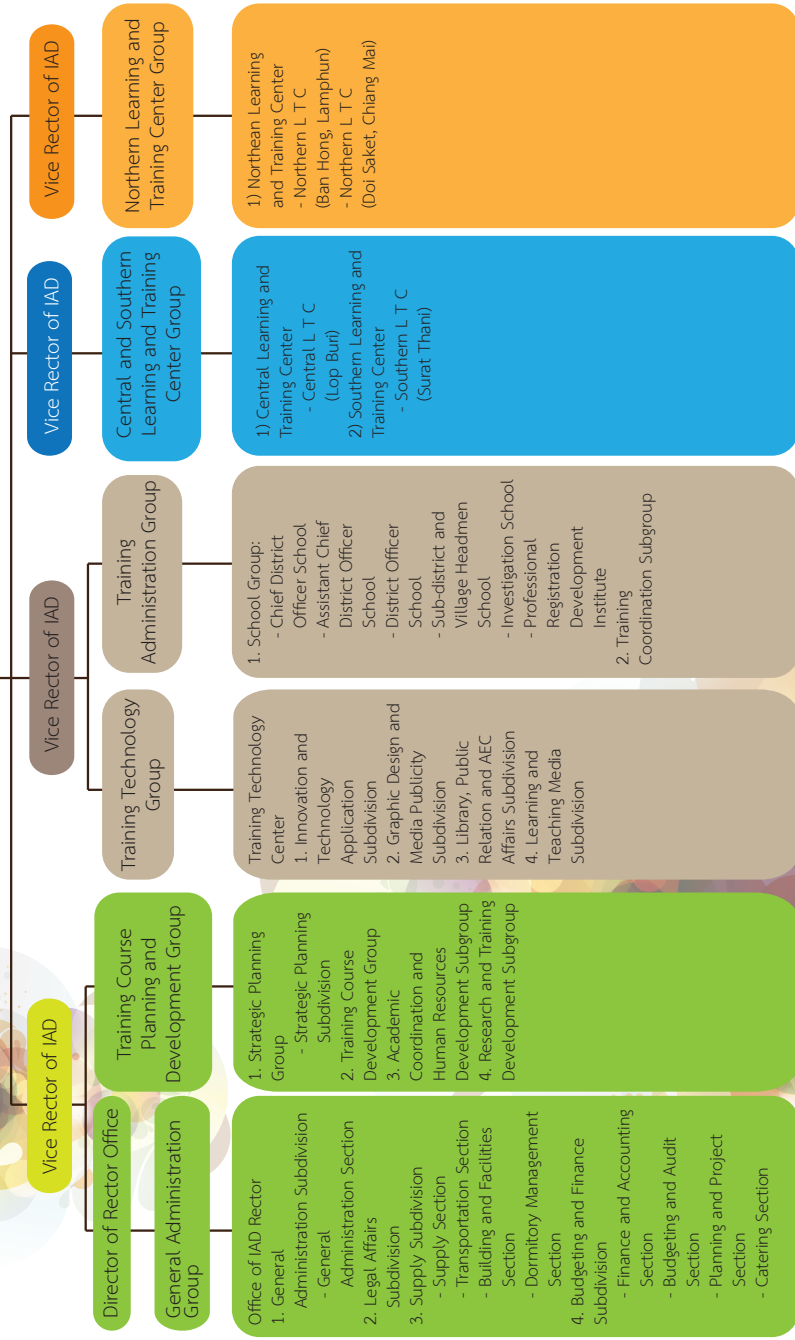 Vice Rector of IAD
Director of Rector Office
General Administration
Group
Office of IAD Rector
1. General
Administration Subdivision
- General
Administration Section
2. Legal Affairs
Subdivision
3. Supply Subdivision
- Supply Section
- Transportation Section
- Building and Facilities
Section
- Dormitory Management
Section
4. Budgeting and Finance
Subdivision
- Finance and Accounting
Section
- Budgeting and Audit
Section
- Planning and Project
Section
- Catering Section
Training Course
Planning and
Development Group
1. Strategic Planning
Group
- Strategic Planning
Subdivision
2. Training Course
Development Group
3. Academic
Coordination and
Human Resources
Development Subgroup
4. Research and Training
Development Subgroup
Vice Rector of IAD
Training Technology
Group
Training Technology
Center
1. Innovation and
Technology
Application
Subdivision
2. Graphic Design and
Media Publicity
Subdivision
3. Library, Public
Relation and AEC
Affairs Subdivision
4. Learning and
Teaching Media
Subdivision
Training
Administration Group
1. School Group:
- Chief District
Officer School
- Assistant Chief
District Officer
School
- District Officer
School
- Sub-district and
Village Headmen
School
- Investigation School
- Professional
Registration
Development
Institute
2. Training
Coordination Subgroup
Vice Rector of IAD
Central and Southern
Learning and Training
Center Group
1) Central Learning and
Training Center
- Central L T C
(Lop Buri)
2) Southern Learning and
Training Center
- Southern L T C
(Surat Thani)
Vice Rector of IAD
Northern Learning and
Training Center Group
1) Northean Learning
and Training Center
- Northern L T C
(Ban Hong, Lamphun)
- Northern L T C
(Doi Saket, Chiang Mai)